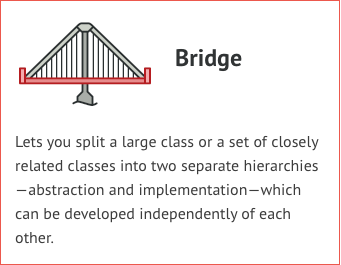 Bridge
Lets you split a large class or a set of closely
related classes into two separate hierarchies
—abstraction and implementation—which
can be developed independently of each
other.